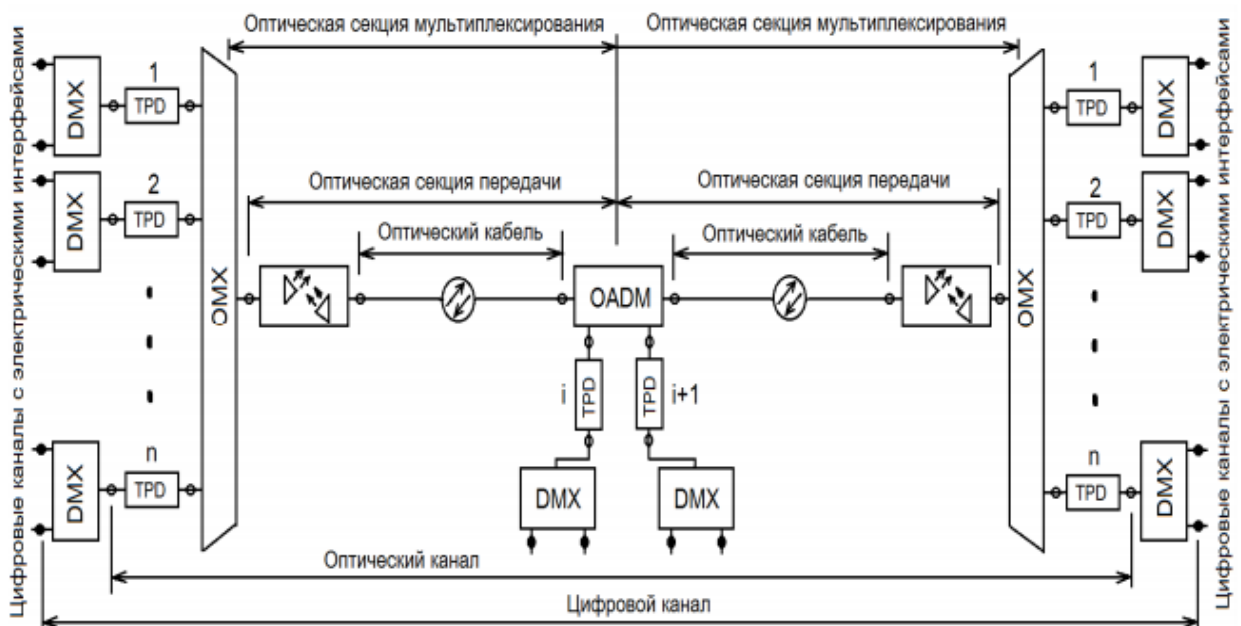 Оптическая секция мультиплексирования
Оптическая секция мультиплексирования
Цифровые каналы с электрическими интерфейсами
DMX
1
TPD
DMX
2
TPD
DMX
n
TPD
OMX
Оптическая секция передачи
Оптическая секция передачи
Оптический кабель
Оптический кабель
OADM
i
TPD
TPD
i+1
DMX
DMX
OMX
1
TPD
DMX
2
TPD
DMX
n
TPD
DMX
Цифровые каналы с электрическими интерфейсами
Оптический канал
Цифровой канал